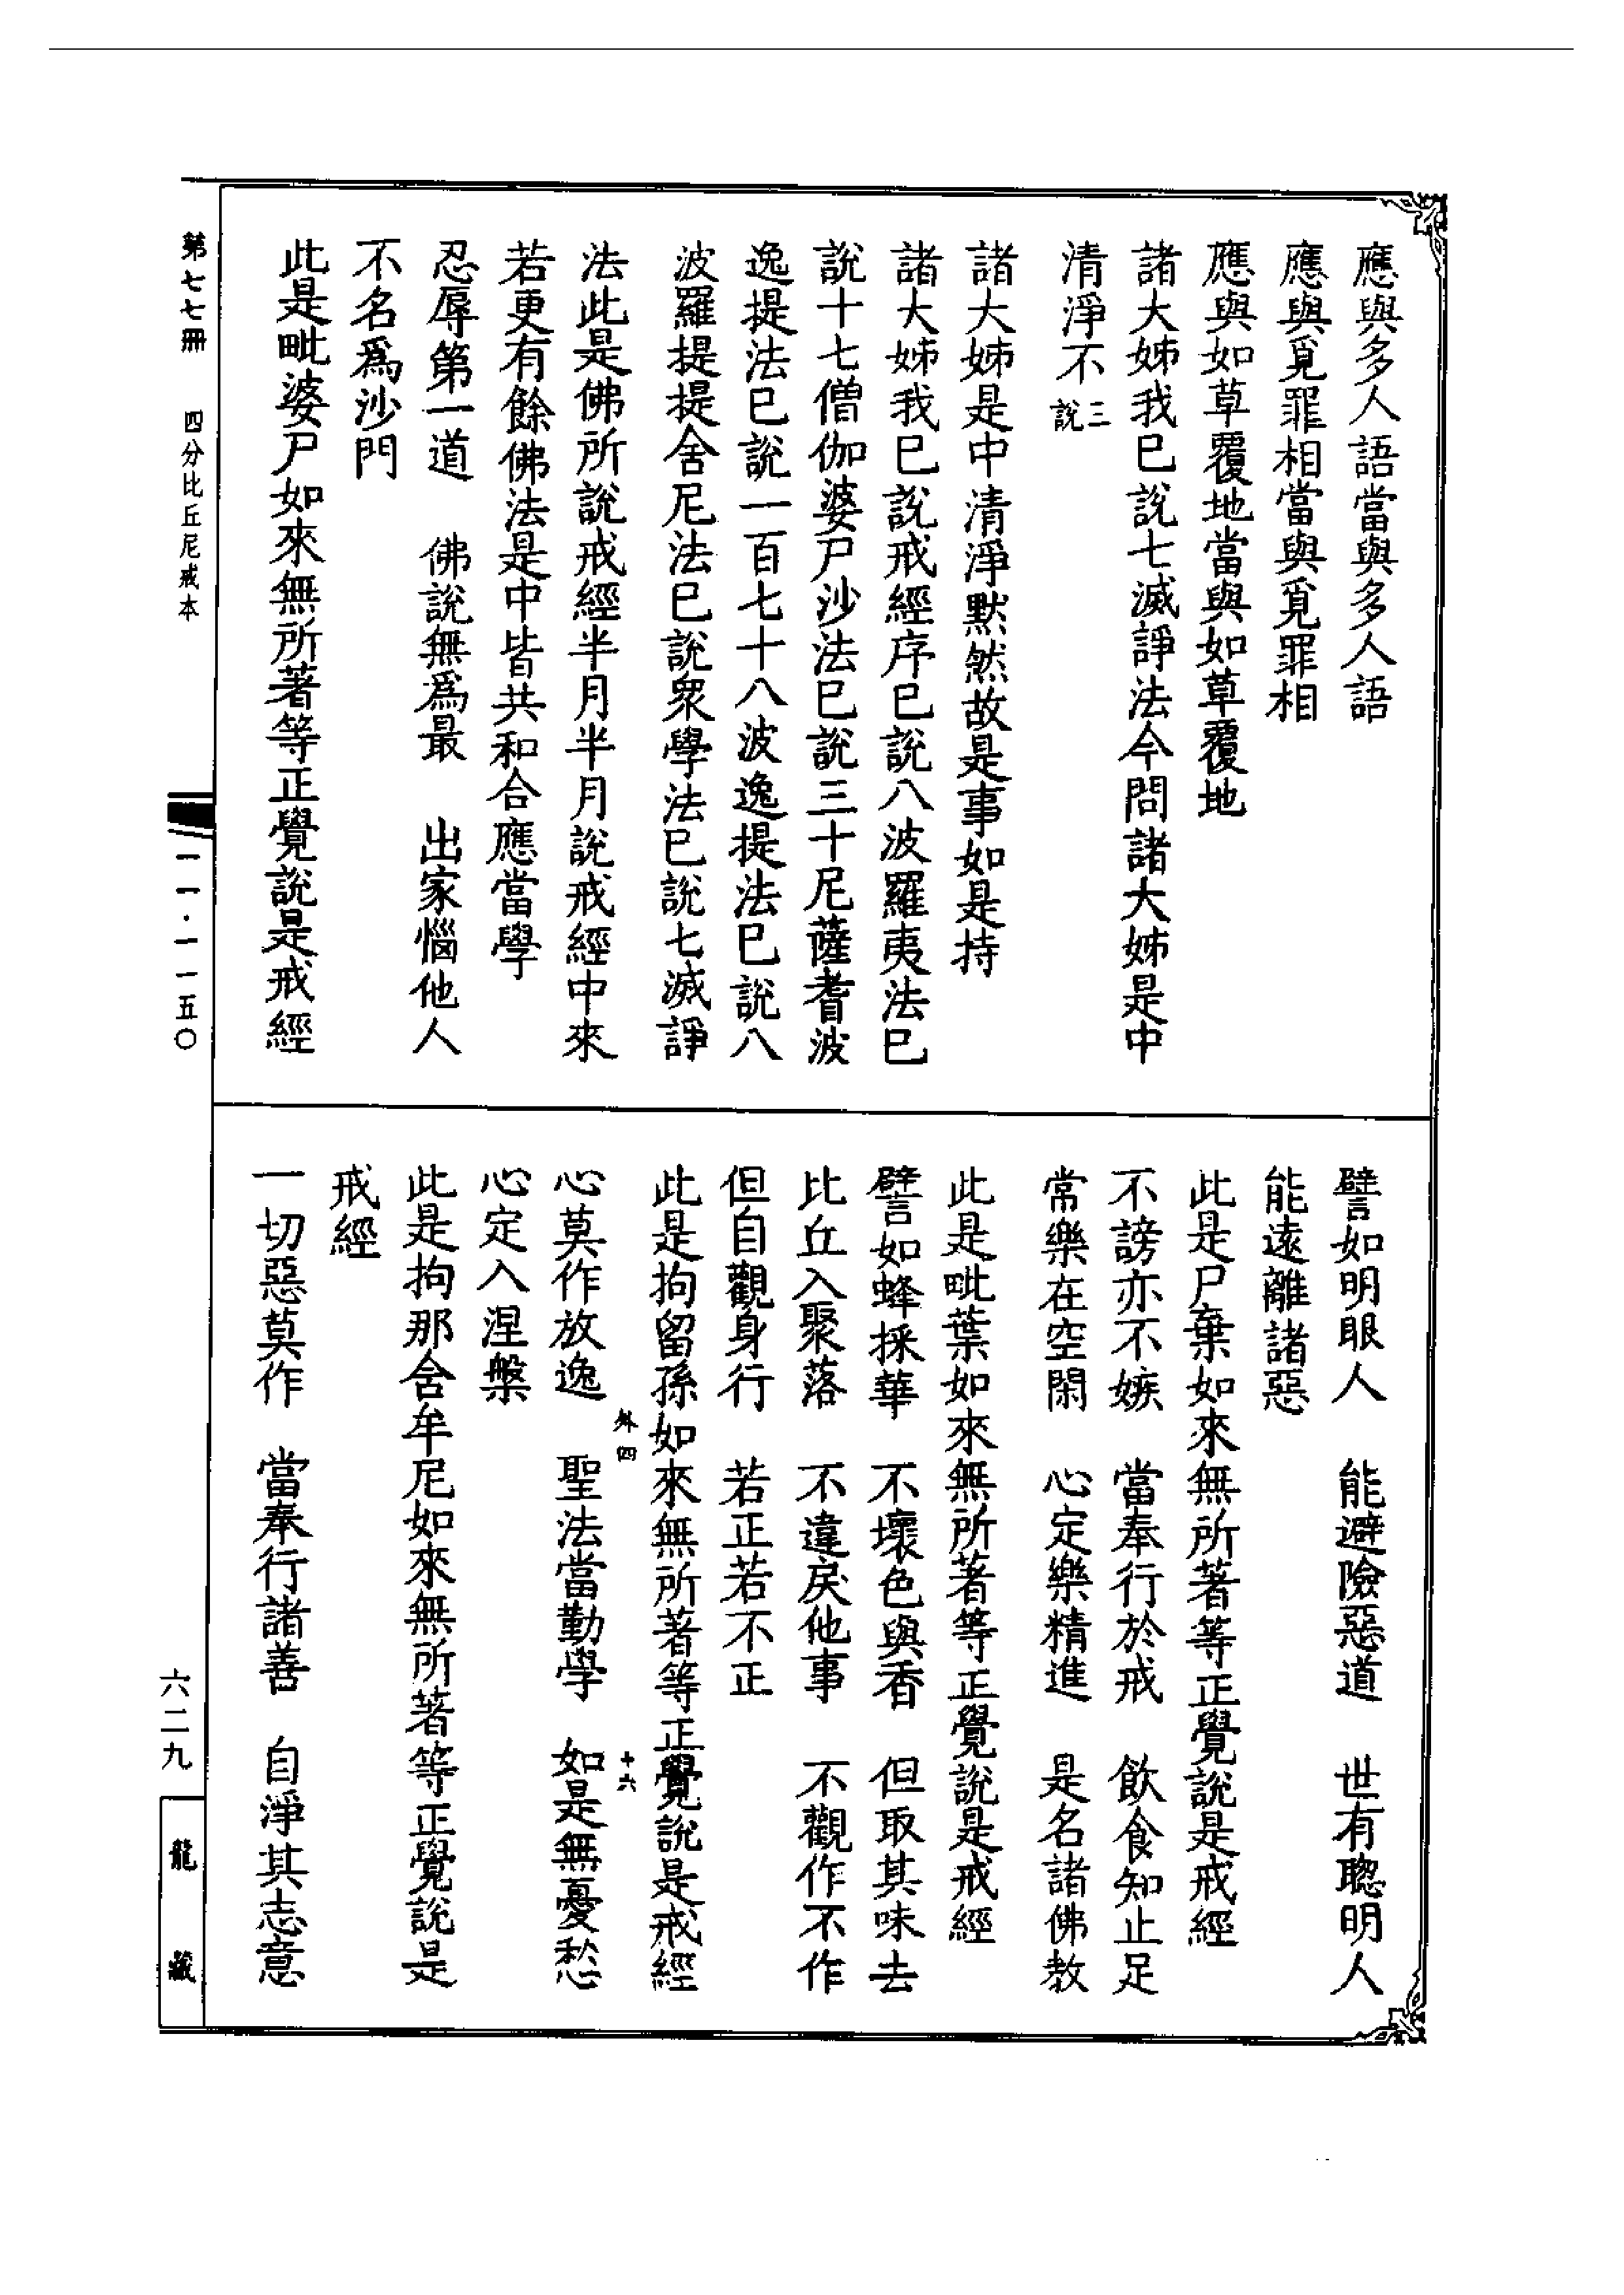 應與多人語當與多人語
應與覓罪相當與覓罪相
應與如草覆地當與如草覆地
諸大姊我已說七滅諍法今問諸大姊是中
清淨不三說
諸大姊是中清淨默然故是事如是持
諸大姊我已說戒經序已說八波羅夷法已
說十七僧伽婆尸沙法已說三十尼薩耆波
逸提法已說一百七十八波逸提法已說八
波羅提提舍尼法已說眾學法已說七滅諍
法此是佛所說戒經半月半月說戒經中來
若更有餘佛法是中皆共和合應當學
忍辱第一道　佛說無為最　出家惱他人
不名為沙門
此是毗婆尸如來無所著等正覺說是戒經
譬如明眼人　能避險惡道　世有聰明人
能遠離諸惡
此是尸棄如來無所著等正覺說是戒經
不謗亦不嫉　當奉行於戒　飲食知止足
常樂在空閑　心定樂精進　是名諸佛教
此是毗葉如來無所著等正覺說是戒經
譬如蜂採華　不壞色與香　但取其味去
比丘入聚落　不違戾他事　不觀作不作
但自觀身行　若正若不正
此是拘留孫如來無所著等正覺說是戒經
外四　十六
心莫作放逸　聖法當勤學　如是無憂愁
心定入涅槃
此是拘那含牟尼如來無所著等正覺說是
戒經
一切惡莫作　當奉行諸善　自淨其志意
第七七冊　四分比丘尼戒本
一一·一一五〇
六二九
龍藏